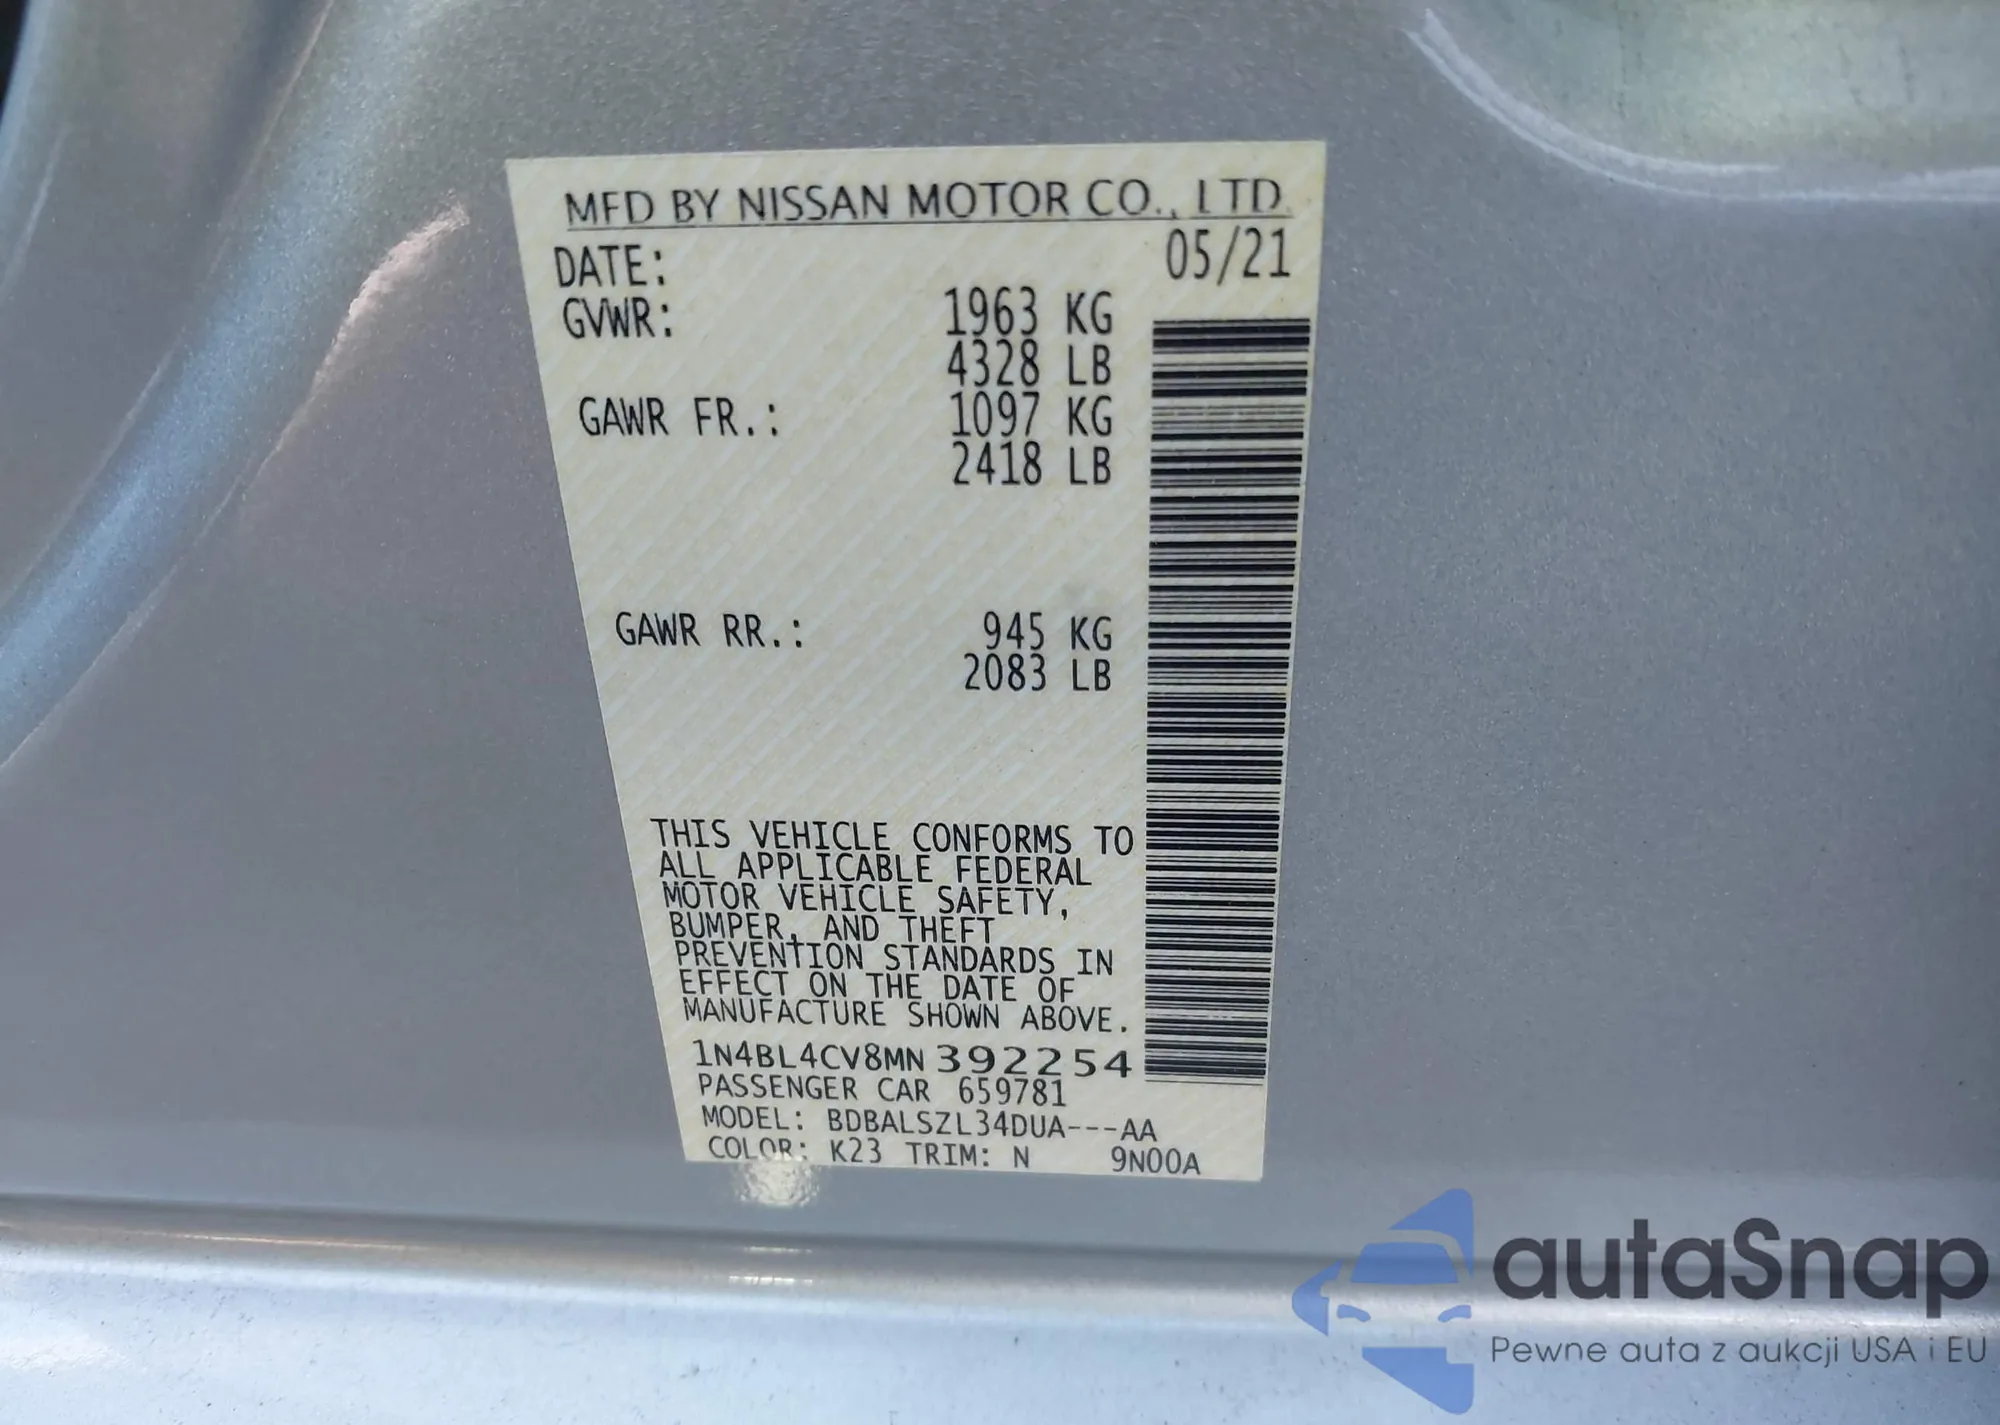 MFD BY NISSAN MOTOR CO., LTD.
DATE: 05/21
GVWR: 1963 KG
4328 LB
GAWR FR.: 1097 KG
2418 LB
GAWR RR.: 945 KG
2083 LB
THIS VEHICLE CONFORMS TO
ALL APPLICABLE FEDERAL
MOTOR VEHICLE SAFETY,
BUMPER, AND THEFT
PREVENTION STANDARDS IN
EFFECT ON THE DATE OF
MANUFACTURE SHOWN ABOVE.
1N4BL4CV8MN392254
PASSENGER CAR 659781
MODEL: BDBALSZL34DUA---AA
COLOR: K23 TRIM: N 9N00A
autaSnap
Pewne auta z aukcji USA i EU